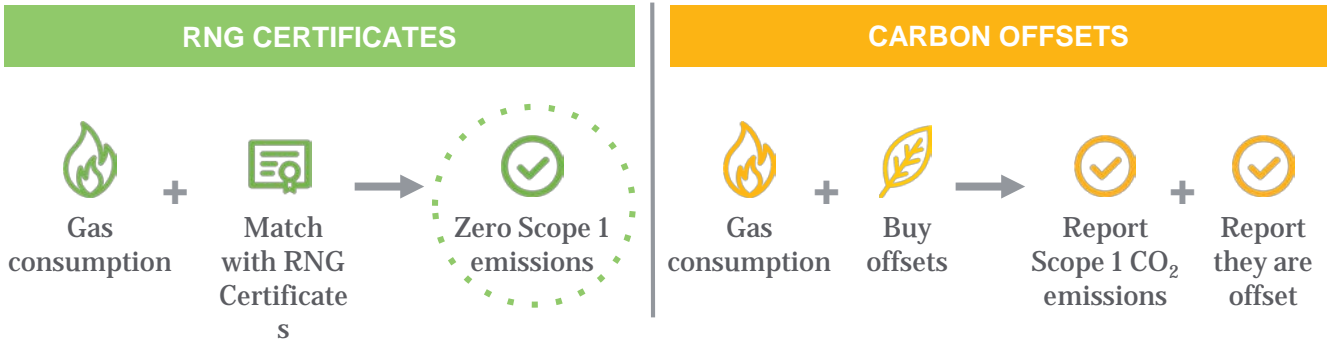 RNG CERTIFICATES
Gas
consumption
+
Match
with RNG
Certificate
s
Zero Scope 1
emissions
CARBON OFFSETS
Gas
consumption
+
Buy
offsets
Report
Scope 1 CO₂
emissions
+
Report
they are
offset